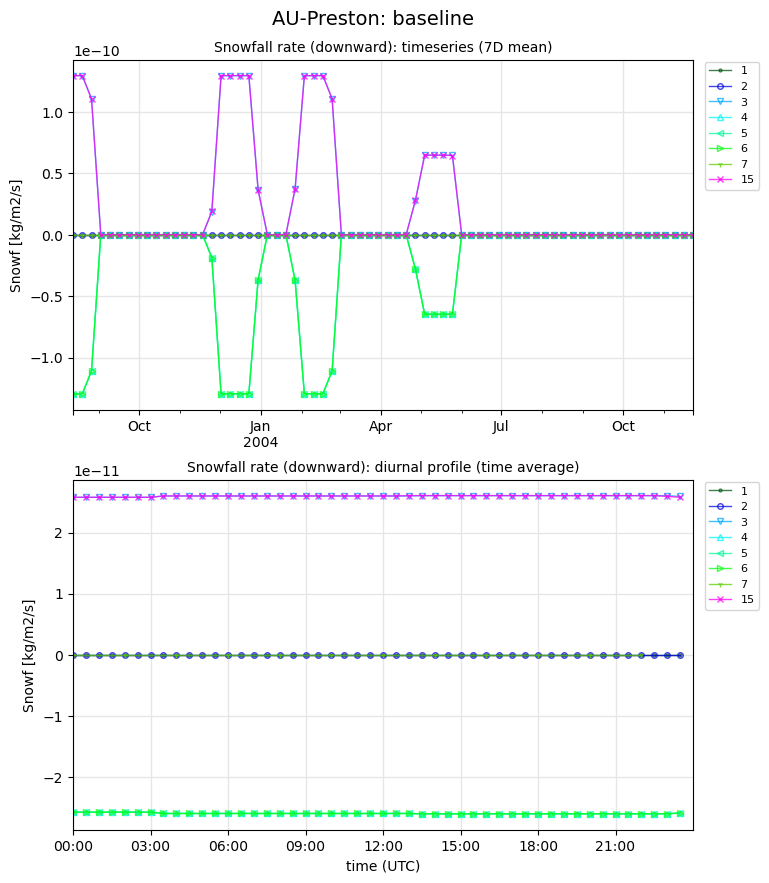 AU-Preston: baseline
Snowfall rate (downward): timeseries (7D mean)
1e−10
Snowf [kg/m2/s]
1.0
0.5
0.0
−0.5
−1.0
Oct
Jan
2004
Apr
Jul
Oct
1
2
3
4
5
6
7
15
Snowfall rate (downward): diurnal profile (time average)
1e−11
Snowf [kg/m2/s]
2
1
0
−1
−2
00:00
03:00
06:00
09:00
12:00
15:00
18:00
21:00
time (UTC)
1
2
3
4
5
6
7
15